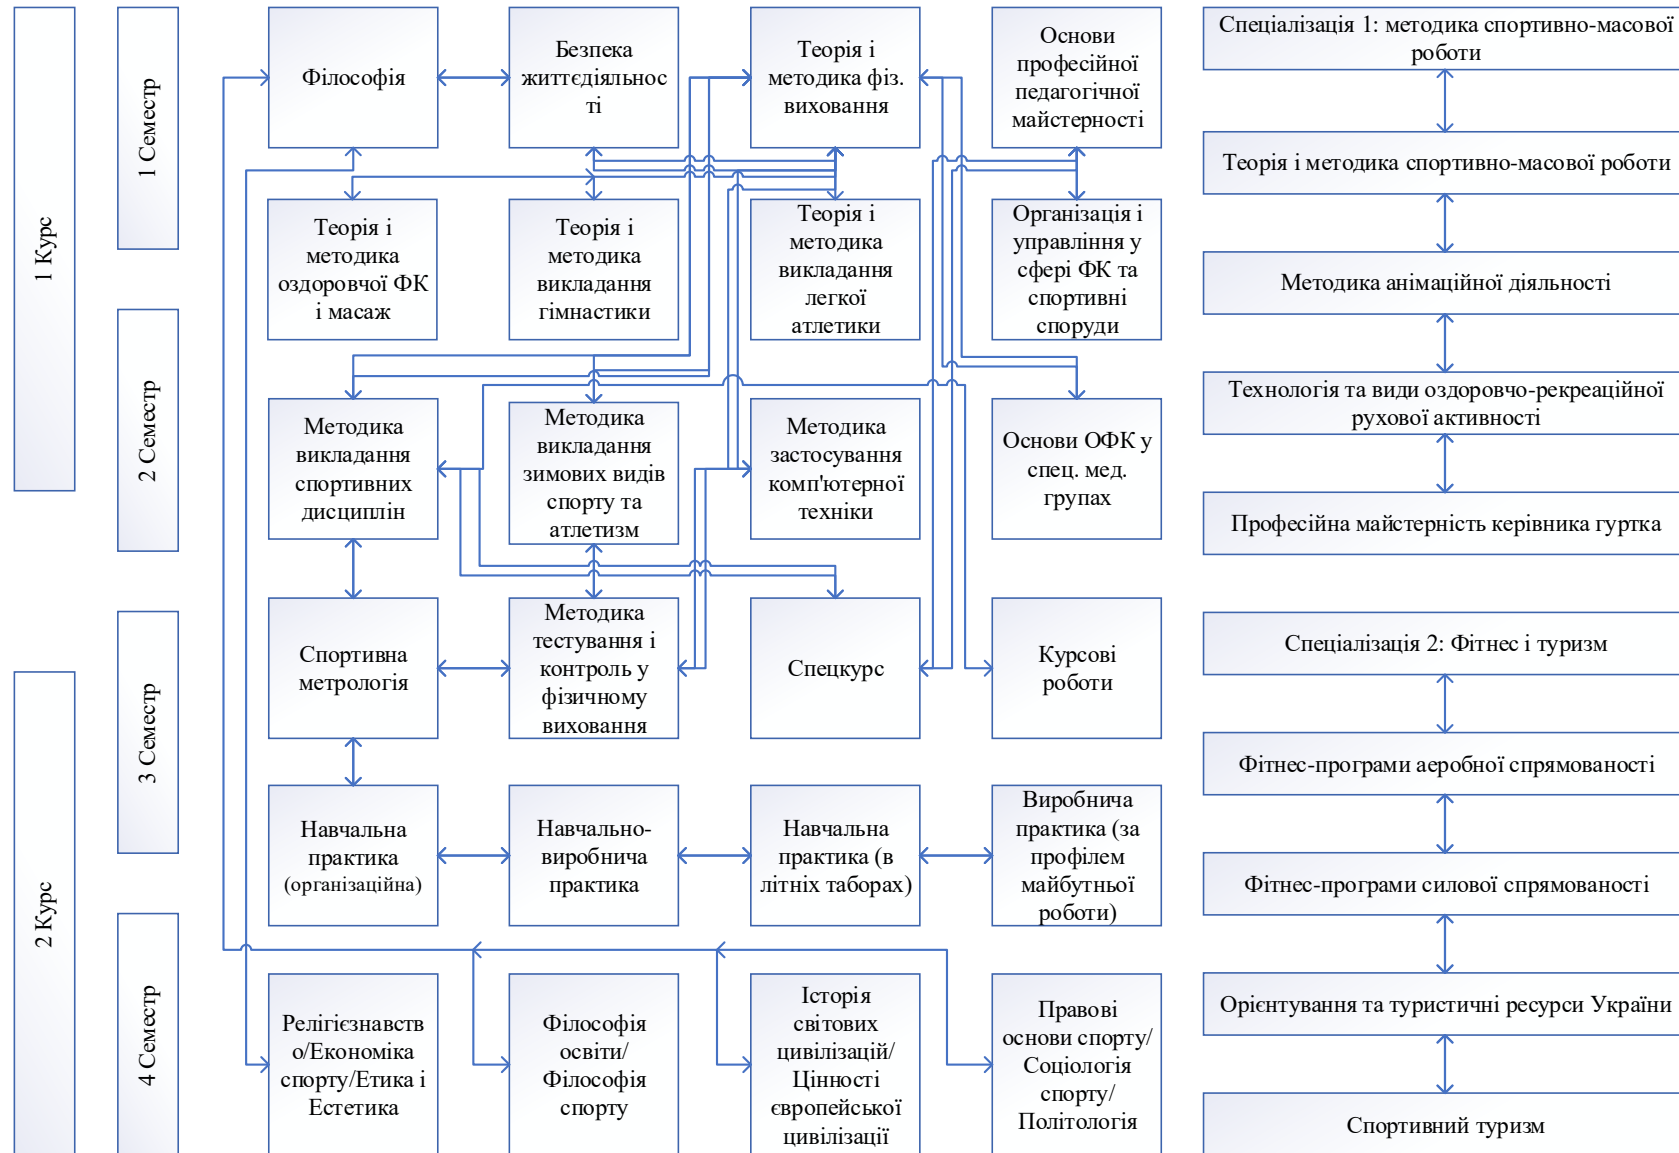 1 Курс
1 Семестр
Філософія
Безпека
життєдіяльнос
ті
Теорія і
методика фіз.
виховання
Основи
професійної
педагогічної
майстерності
Теорія і
методика
оздоровчої ФК
і масаж
Теорія і
методика
викладання
гімнастики
Теорія і
методика
викладання
легкої
атлетики
Організація і
управління у
сфері ФК та
спортивні
споруди
2 Семестр
Методика
викладання
спортивних
дисциплін
Методика
викладання
зимових видів
спорту та
атлетизм
Методика
застосування
комп'ютерної
техніки
Основи ОФК у
спец. мед.
групах
2 Курс
3 Семестр
Спортивна
метрологія
Методика
тестування і
контроль у
фізичному
виховання
Спецкурс
Курсові
роботи
Навчальна
практика
(організаційна)
Навчально-
виробнича
практика
Навчальна
практика (в
літніх таборах)
Виробнича
практика (за
профілем
майбутньої
роботи)
4 Семестр
Релігієзнавств
о/Економіка
спорту/Етика і
Естетика
Філософія
освіти/
Філософія
спорту
Історія
світових
цивілізацій/
Цінності
європейської
цивілізації
Правові
основи спорту/
Соціологія
спорту/
Політологія
Спеціалізація 1: методика спортивно-масової
роботи
Теорія і методика спортивно-масової роботи
Методика анімаційної діяльності
Технологія та види оздоровчо-рекреаційної
рухової активності
Професійна майстерність керівника гуртка
Спеціалізація 2: Фітнес і туризм
Фітнес-програми аеробної спрямованості
Фітнес-програми силової спрямованості
Орієнтування та туристичні ресурси України
Спортивний туризм